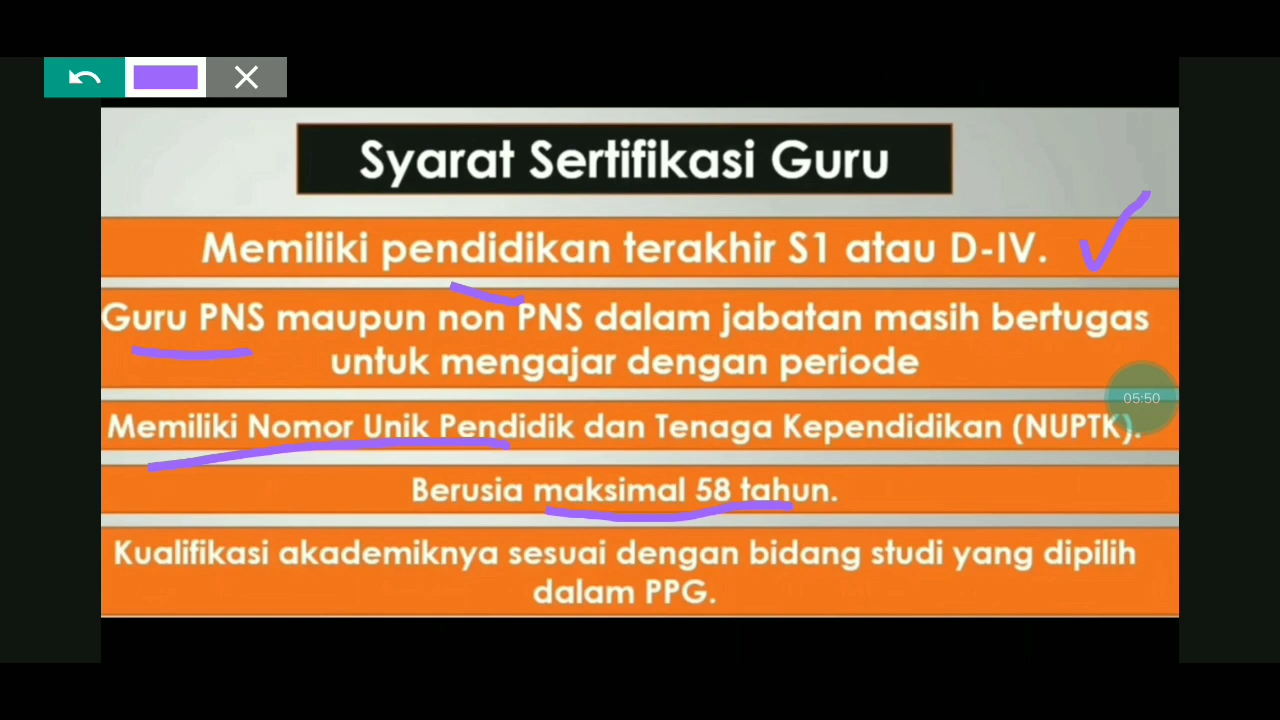 Syarat Sertifikasi Guru
Memiliki pendidikan terakhir S1 atau D-IV.
Guru PNS maupun non PNS dalam jabatan masih bertugas
untuk mengajar dengan periode
Memiliki Nomor Unik Pendidik dan Tenaga Kependidikan (NUPTK).
05:50
Berusia maksimal 58 tahun.
Kualifikasi akademiknya sesuai dengan bidang studi yang dipilih
dalam PPG.